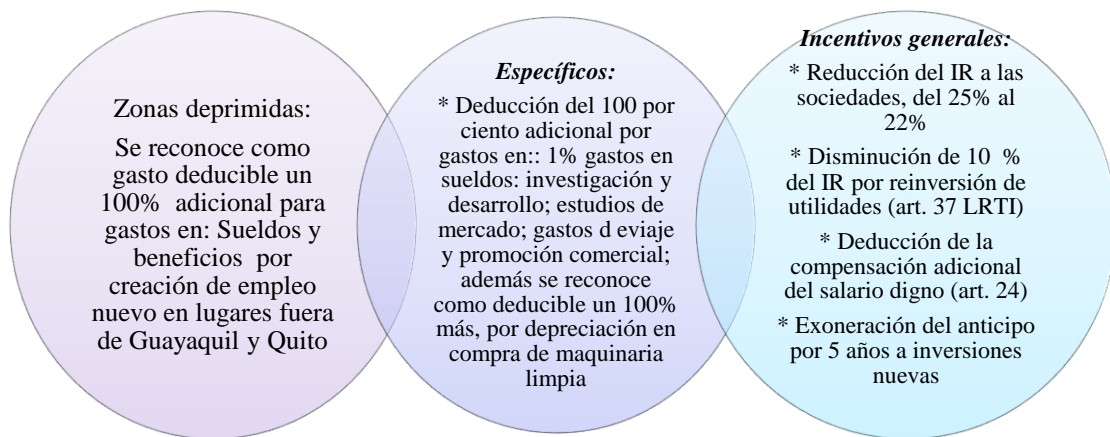 Zonas deprimidas:
Se reconoce como
gasto deducible un
100% adicional para
gastos en: Sueldos y
beneficios por
creación de empleo
nuevo en lugares fuera
de Guayaquil y Quito
Específicos:
* Deducción del 100 por
ciento adicional por
gastos en:: 1% gastos en
sueldos: investigación y
desarrollo; estudios de
mercado; gastos d eviaje
y promoción comercial;
además se reconoce
como deducible un 100%
más, por depreciación en
compra de maquinaria
limpia
Incentivos generales:
* Reducción del IR a las
sociedades, del 25% al
22%
* Disminución de 10 %
del IR por reinversión de
utilidades (art. 37 LRTI)
* Deducción de la
compensación adicional
del salario digno (art. 24)
* Exoneración del anticipo
por 5 años a inversiones
nuevas